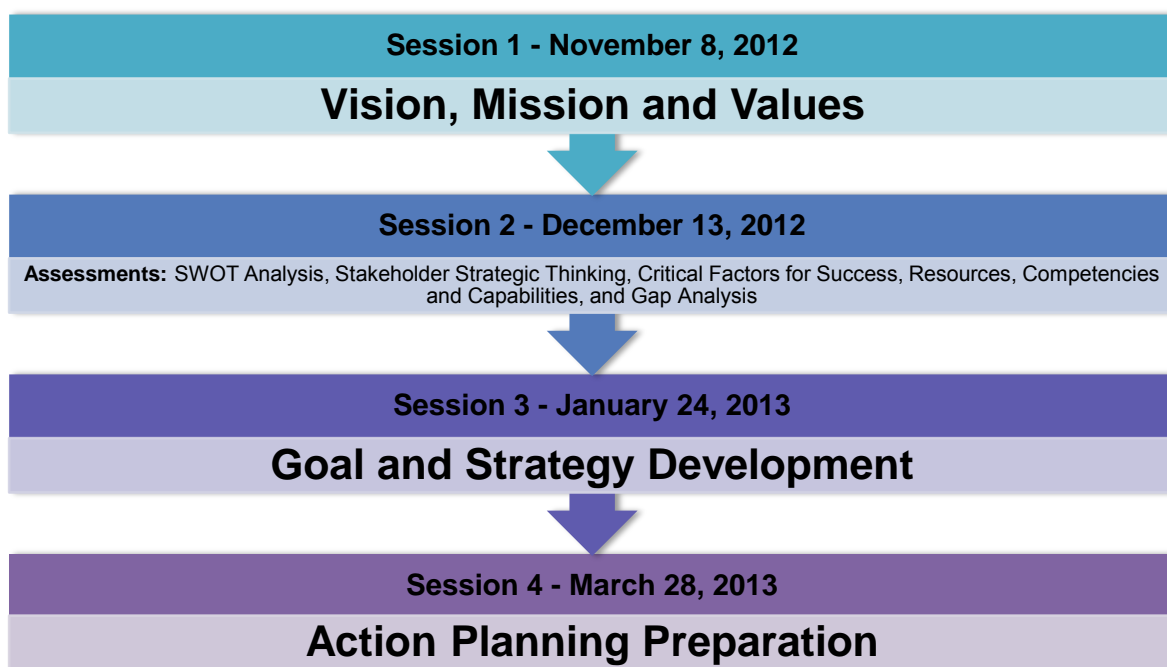 Session 1 - November 8, 2012
Vision, Mission and Values
Session 2 - December 13, 2012
Assessments: SWOT Analysis, Stakeholder Strategic Thinking, Critical Factors for Success, Resources, Competencies
and Capabilities, and Gap Analysis
Session 3 - January 24, 2013
Goal and Strategy Development
Session 4 - March 28, 2013
Action Planning Preparation